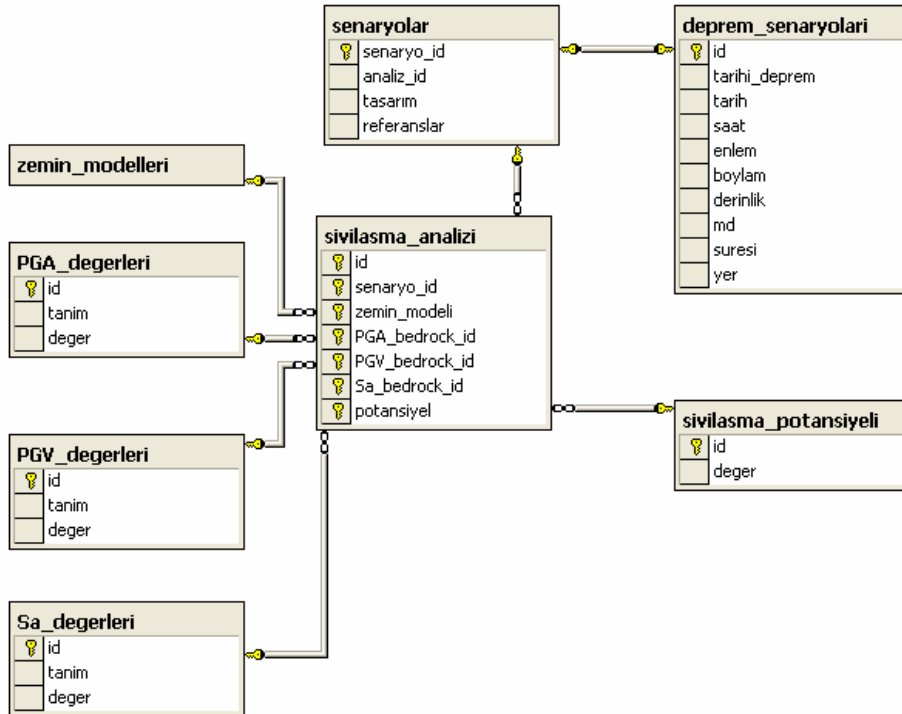 senaryolar
senaryo_id
analiz_id
tasarım
referanslar
deprem_senaryolari
id
tarihi_deprem
tarih
saat
enlem
boylam
derinlik
md
suresi
yer
zemin_modelleri
PGA_degerleri
id
tanim
deger
sivilasma_analizi
id
senaryo_id
zemin_modeli
PGA_bedrock_id
PGV_bedrock_id
Sa_bedrock_id
potansiyel
PGV_degerleri
id
tanim
deger
sivilasma_potansiyeli
id
deger
Sa_degerleri
id
tanim
deger